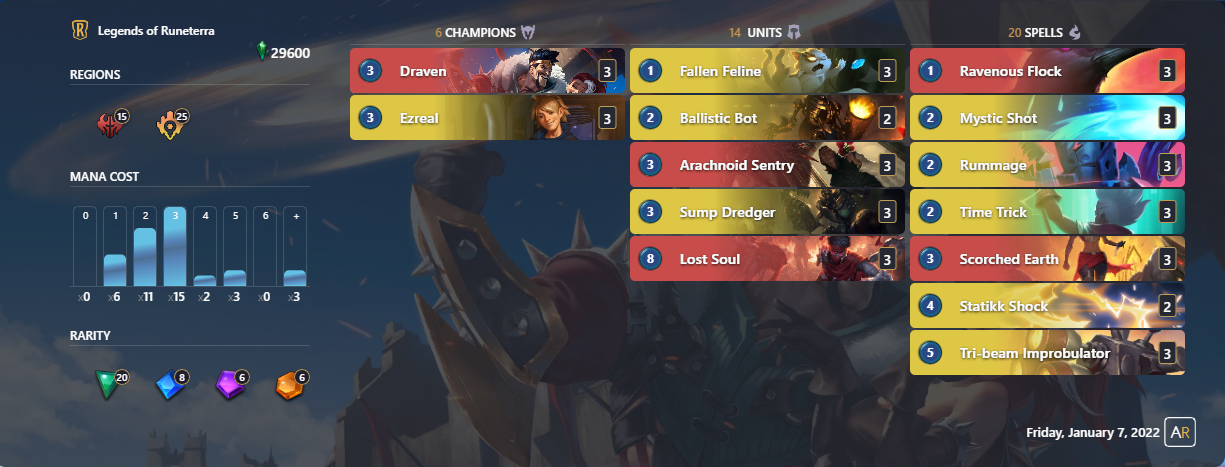 Legends of Runeterra
29600
REGIONS
15
25
MANA COST
0 1 2 3 4 5 6 +
x0 x6 x11 x15 x2 x3 x0 x3
RARITY
20 8 6 6
6 CHAMPIONS
3 Draven 3
3 Ezreal 3
14 UNITS
1 Fallen Feline 3
2 Ballistic Bot 2
3 Arachnoid Sentry 3
3 Sump Dredger 3
8 Lost Soul 3
20 SPELLS
1 Ravenous Flock 3
2 Mystic Shot 3
2 Rummage 3
2 Time Trick 3
3 Scorched Earth 3
4 Statikk Shock 2
5 Tri-beam Improbulator 3
Friday, January 7, 2022 AR